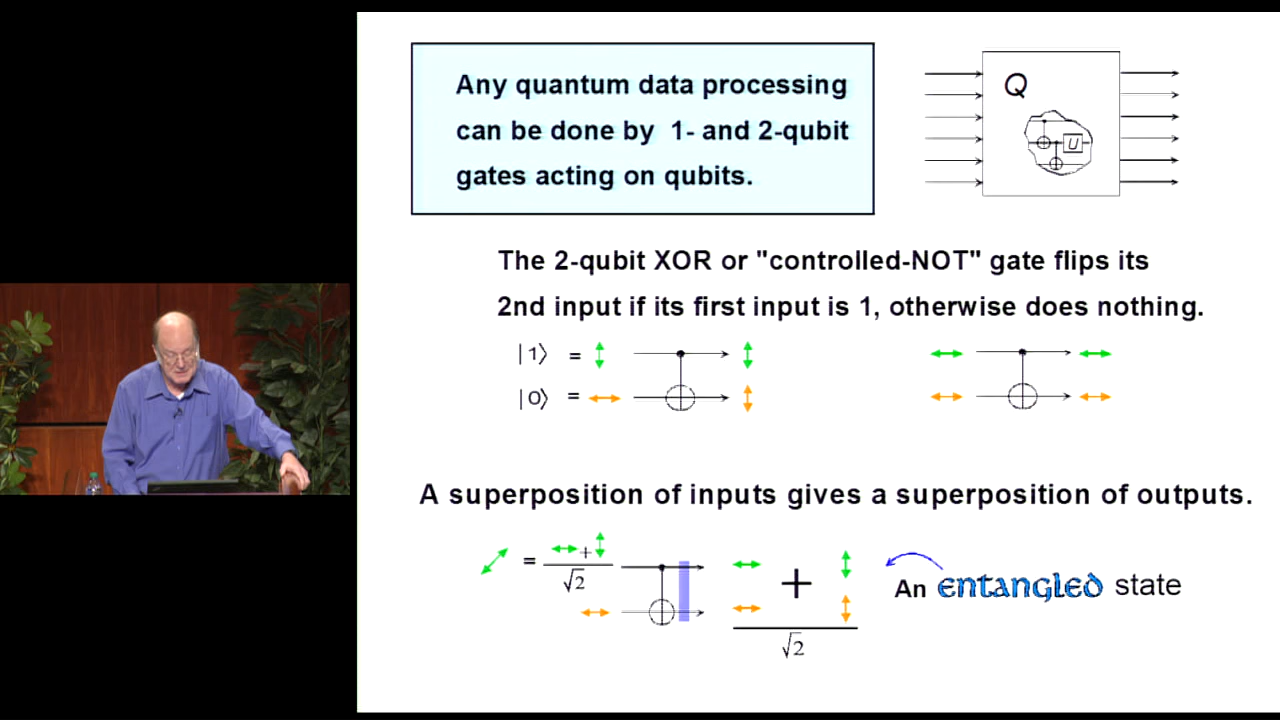 Any quantum data processing
can be done by 1- and 2-qubit
gates acting on qubits.
Q
U
The 2-qubit XOR or "controlled-NOT" gate flips its
2nd input if its first input is 1, otherwise does nothing.
|1⟩ =
|0⟩ =
A superposition of inputs gives a superposition of outputs.
= + √2
+ √2
An entangled state